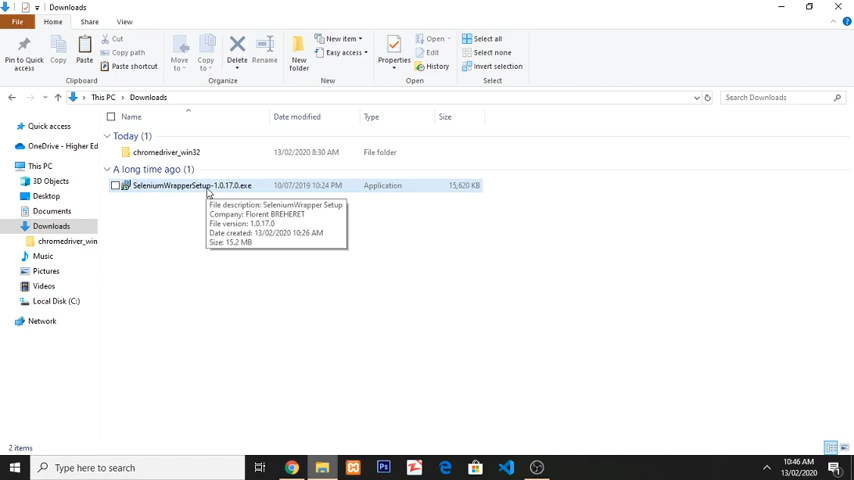 Downloads
File
Home
Share
View
Pin to Quick access
Copy
Paste
Cut
Copy path
Paste shortcut
Clipboard
Move to
Copy to
Delete
Rename
Organize
New folder
New item
Easy access
New
Properties
Open
Edit
History
Open
Select all
Select none
Invert selection
Select
This PC
Downloads
Search Downloads
Name
Date modified
Type
Size
Quick access
OneDrive - Higher Ed
This PC
3D Objects
Desktop
Documents
Downloads
chromedriver_win
Music
Pictures
Videos
Local Disk (C:)
Network
Today (1)
chromedriver_win32
13/02/2020 8:30 AM
File folder
A long time ago (1)
SeleniumWrapperSetup-1.0.17.0.exe
10/07/2019 10:24 PM
Application
15,620 KB
File description: SeleniumWrapper Setup
Company: Florent BREHERET
File version: 1.0.17.0
Date created: 13/02/2020 10:26 AM
Size: 15.2 MB
2 items
Type here to search
Ps
10:46 AM
13/02/2020
1